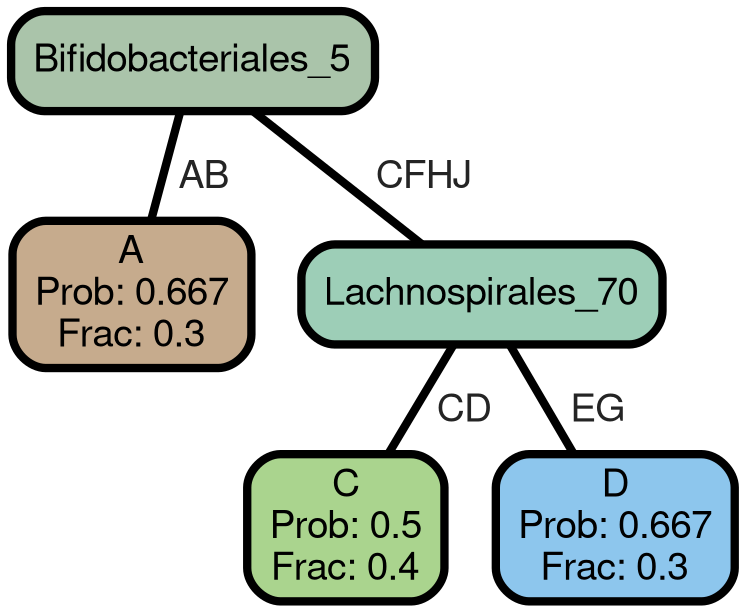 Bifidobacteriales_5
AB
CFHJ
A
Prob: 0.667
Frac: 0.3
Lachnospirales_70
CD
EG
C
Prob: 0.5
Frac: 0.4
D
Prob: 0.667
Frac: 0.3